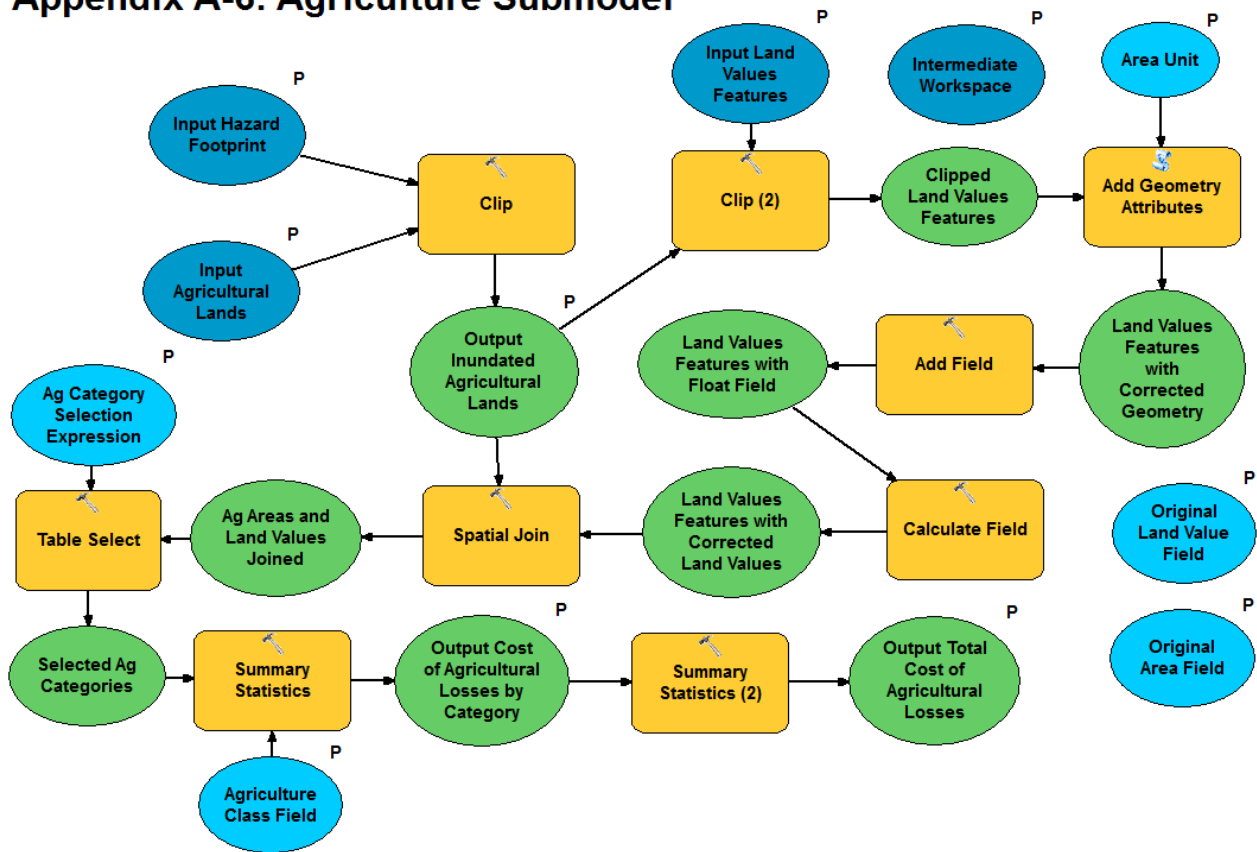 Appendix A-6: Agriculture Submodel
P
Input Hazard
Footprint
P
Input
Agricultural
Lands
Clip
P
Output
Inundated
Agricultural
Lands
P
Input Land
Values
Features
Clip (2)
P
Intermediate
Workspace
Clipped
Land Values
Features
P
Area Unit
Add Geometry
Attributes
Land Values
Features
with
Corrected
Geometry
Add Field
Land Values
Features with
Float Field
Calculate Field
Land Values
Features with
Corrected
Land Values
Spatial Join
Ag Areas and
Land Values
Joined
P
Ag Category
Selection
Expression
Table Select
Selected Ag
Categories
Summary
Statistics
P
Agriculture
Class Field
P
Output Cost
of Agricultural
Losses by
Category
Summary
Statistics (2)
P
Output Total
Cost of
Agricultural
Losses
P
Original
Land Value
Field
P
Original
Area Field